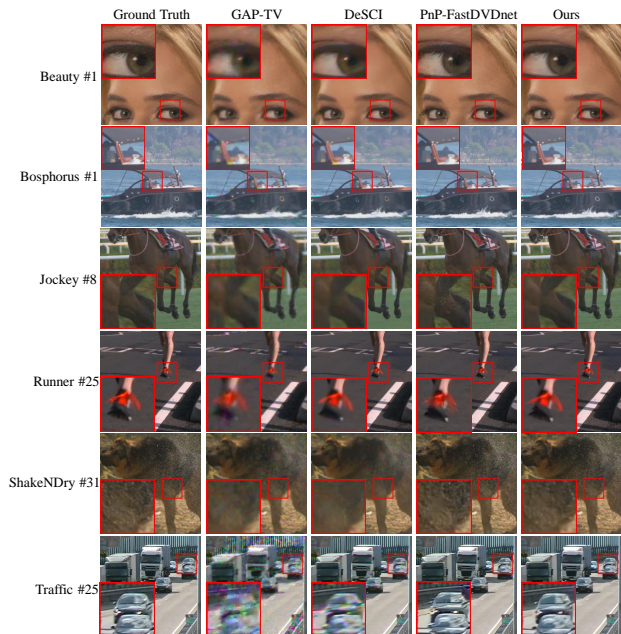 Ground Truth GAP-TV DeSCI PnP-FastDVDnet Ours
Beauty #1
Bosphorus #1
Jockey #8
Runner #25
ShakeNDry #31
Traffic #25